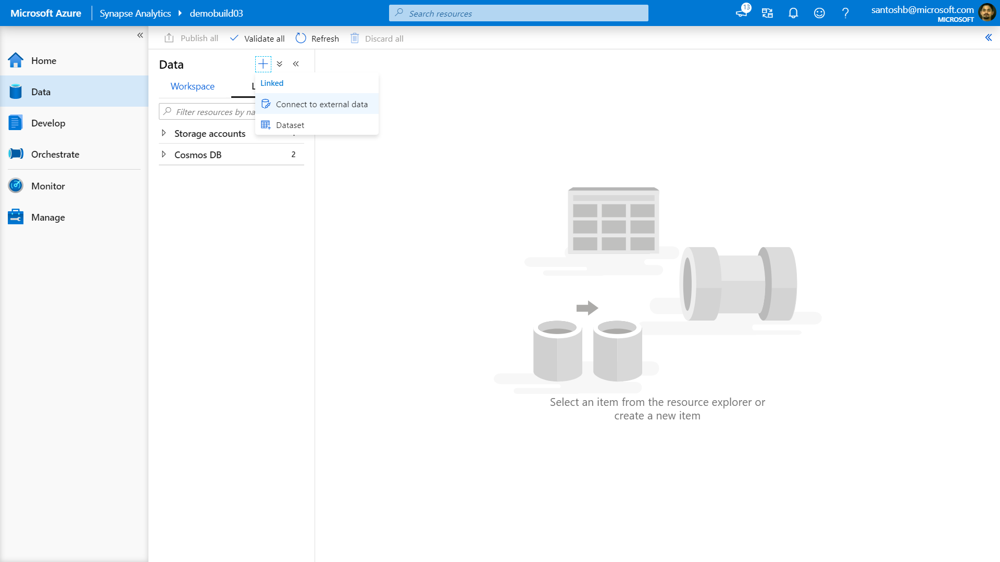 Microsoft Azure
Synapse Analytics
demobuild03
Search resources
13
santoshb@microsoft.com
MICROSOFT
Publish all
Validate all
Refresh
Discard all
Home
Data
Develop
Orchestrate
Monitor
Manage
Data
Workspace
L
Linked
Connect to external data
Dataset
Filter resources by na
Storage accounts
Cosmos DB 2
Select an item from the resource explorer or
create a new item